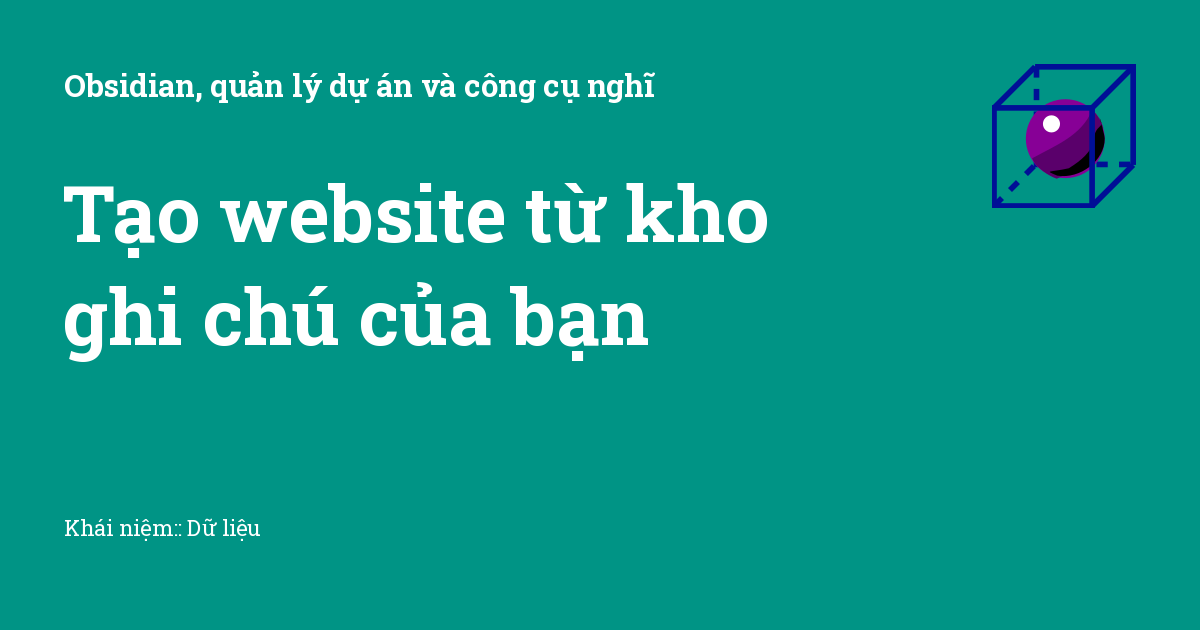 Obsidian, quản lý dự án và công cụ nghĩ
Tạo website từ kho
ghi chú của bạn
Khái niệm:: Dữ liệu